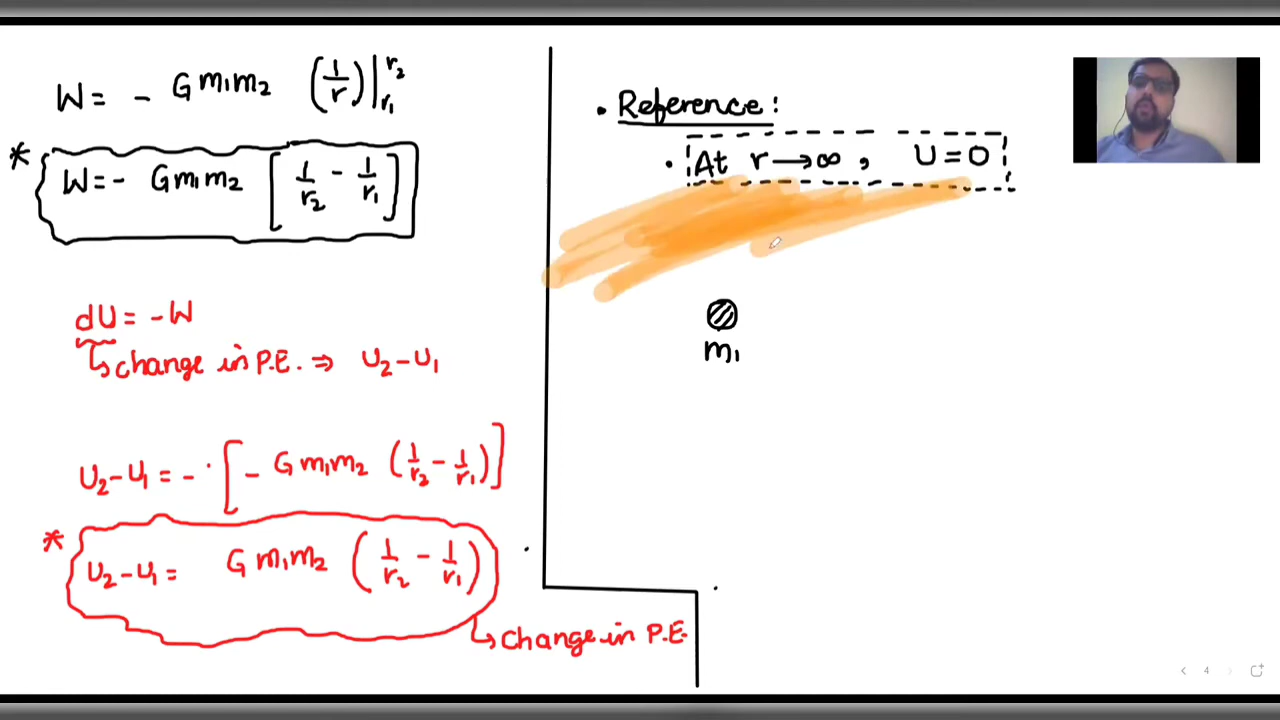 W = - Gm₁m₂ (1/r)|r₁ r₂
* W = - Gm₁m₂ [1/r₂ - 1/r₁]
dU = -W
↳ change in P.E. ⇒ U₂-U₁
U₂-U₁ = - · [- Gm₁m₂ (1/r₂ - 1/r₁)]
* U₂-U₁ = Gm₁m₂ (1/r₂ - 1/r₁)
↳ Change in P.E.
• Reference:
• At r→∞, U=0
m₁
4